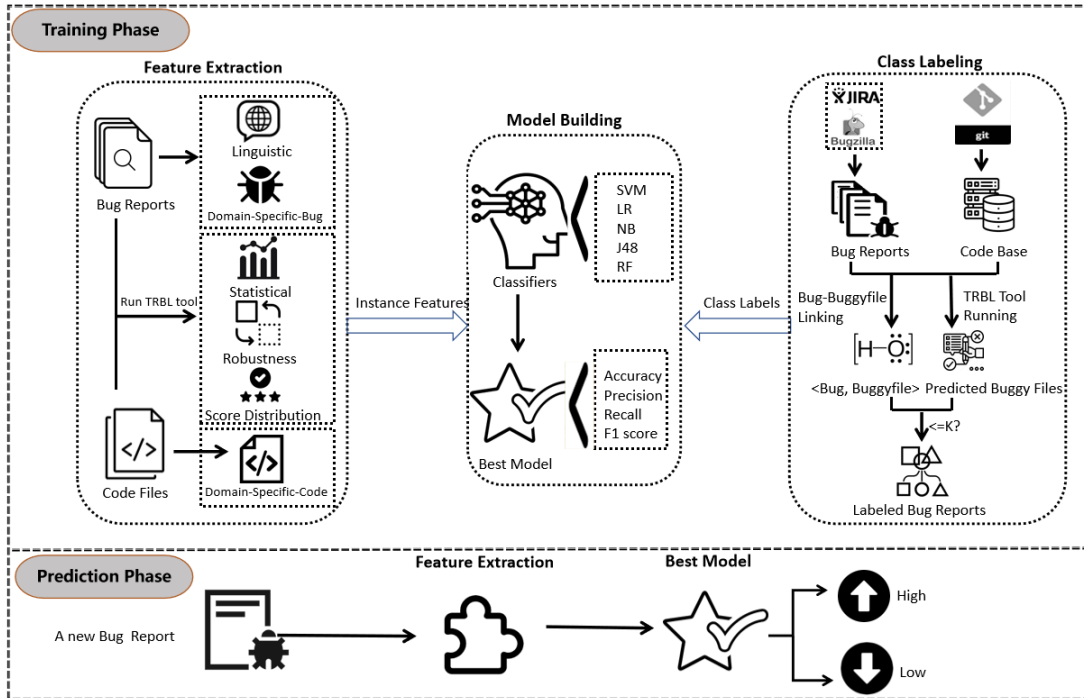 Training Phase
Feature Extraction
Bug Reports
Linguistic
Domain-Specific-Bug
Run TRBL tool
Statistical
Robustness
Score Distribution
Code Files
Domain-Specific-Code
Instance Features
Model Building
Classifiers
SVM
LR
NB
J48
RF
Best Model
Accuracy
Precision
Recall
F1 score
Class Labels
Class Labeling
JIRA
Bugzilla
git
Bug Reports
Code Base
Bug-Buggyfile
Linking
TRBL Tool
Running
[H–O:]
<Bug, Buggyfile>
Predicted Buggy Files
<=K?
Labeled Bug Reports
Prediction Phase
A new Bug Report
Feature Extraction
Best Model
High
Low